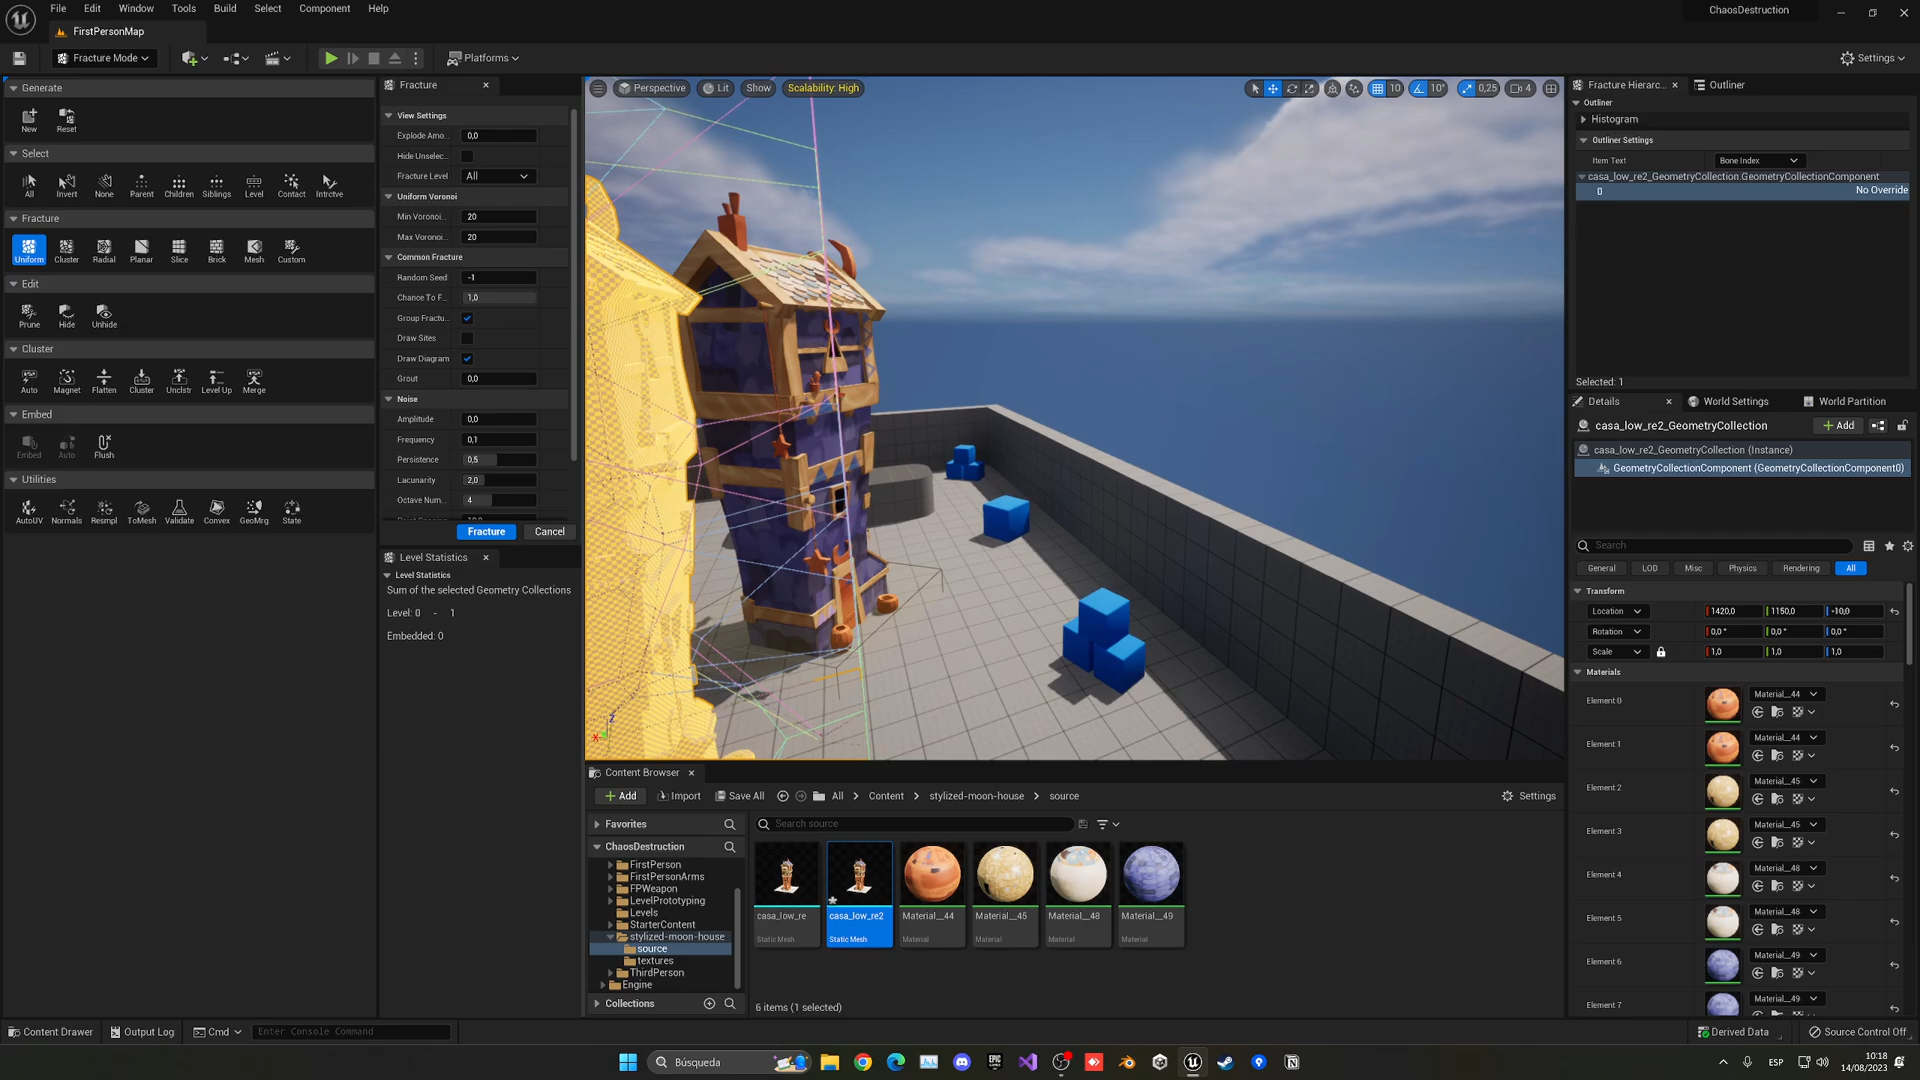 File Edit Window Tools Build Select Component Help
ChaosDestruction
FirstPersonMap
Fracture Mode
Platforms
Settings
Generate
New Reset
Select
All Invert None Parent Children Siblings Level Contact Intrctve
Fracture
Uniform Cluster Radial Planar Slice Brick Mesh Custom
Edit
Prune Hide Unhide
Cluster
Auto Magnet Flatten Cluster Unclstr Level Up Merge
Embed
Embed Auto Flush
Utilities
AutoUV Normals Resmpl ToMesh Validate Convex GeoMrg State
Fracture
View Settings
Explode Amo... 0,0
Hide Unselec...
Fracture Level All
Uniform Voronoi
Min Voronoi... 20
Max Voronoi... 20
Common Fracture
Random Seed -1
Chance To F... 1,0
Group Fractu...
Draw Sites
Draw Diagram
Grout 0,0
Noise
Amplitude 0,0
Frequency 0,1
Persistence 0,5
Lacunarity 2,0
Octave Num... 4
Fracture Cancel
Level Statistics
Level Statistics
Sum of the selected Geometry Collections
Level: 0 - 1
Embedded: 0
Perspective Lit Show Scalability: High
10 10° 0,25 4
Z
X
Content Browser
Add Import Save All All > Content > stylized-moon-house > source Settings
Favorites
Search source
ChaosDestruction
FirstPerson
FirstPersonArms
FPWeapon
LevelPrototyping
Levels
StarterContent
stylized-moon-house
source
textures
ThirdPerson
Engine
Collections
casa_low_re casa_low_re2 Material__44 Material__45 Material__48 Material__49
Static Mesh Static Mesh Material Material Material Material
6 items (1 selected)
Fracture Hierarc... Outliner
Outliner
Histogram
Outliner Settings
Item Text Bone Index
casa_low_re2_GeometryCollection.GeometryCollectionComponent
0 No Override
Selected: 1
Details World Settings World Partition
casa_low_re2_GeometryCollection Add
casa_low_re2_GeometryCollection (Instance)
GeometryCollectionComponent (GeometryCollectionComponent0)
Search
General LOD Misc Physics Rendering All
Transform
Location 1420,0 1150,0 -10,0
Rotation 0,0° 0,0° 0,0°
Scale 1,0 1,0 1,0
Materials
Element 0 Material__44
Element 1 Material__44
Element 2 Material__45
Element 3 Material__45
Element 4 Material__48
Element 5 Material__48
Element 6 Material__49
Element 7 Material__49
Content Drawer Output Log Cmd Enter Console Command
Derived Data Source Control Off
Búsqueda
EPIC
ESP
10:18
14/08/2023